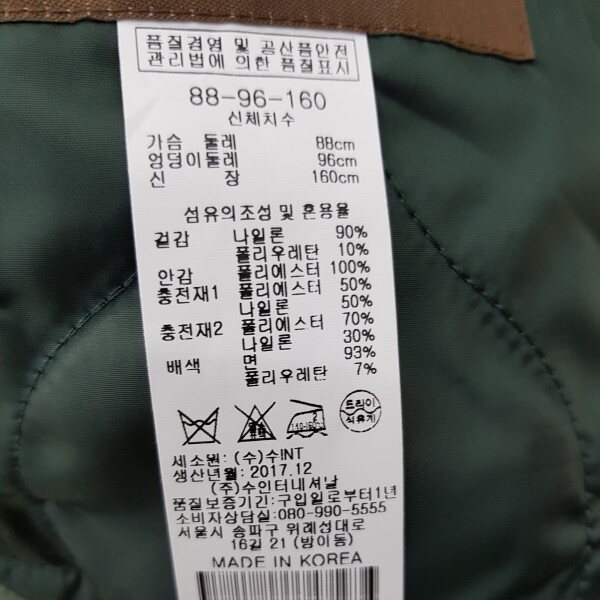 품질경영 및 공산품안전
관리법에 의한 품질표시
88-96-160
신체치수
가슴 둘레 88cm
엉덩이둘레 96cm
신 장 160cm
섬유의조성 및 혼용율
겉감 나일론 90%
폴리우레탄 10%
안감 폴리에스터 100%
충전재1 폴리에스터 50%
나일론 50%
충전재2 폴리에스터 70%
나일론 30%
배색 면 93%
폴리우레탄 7%
드라이
석유계
세소원: (수)수INT
생산년월: 2017.12
(주)수인터내셔날
품질보증기간:구입일로부터1년
소비자상담실: 080-990-5555
서울시 송파구 위례성대로
16길 21 (방이동)
MADE IN KOREA